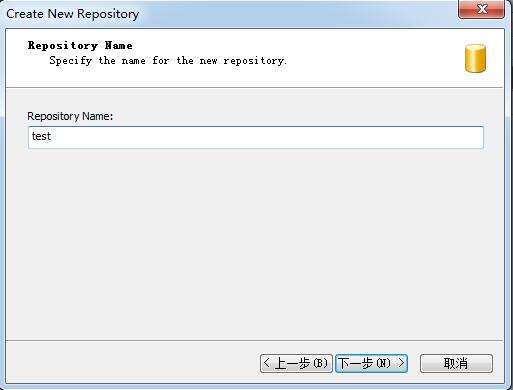 Create New Repository
Repository Name
Specify the name for the new repository.
Repository Name:
test
< 上一步(B)
下一步(N) >
取消